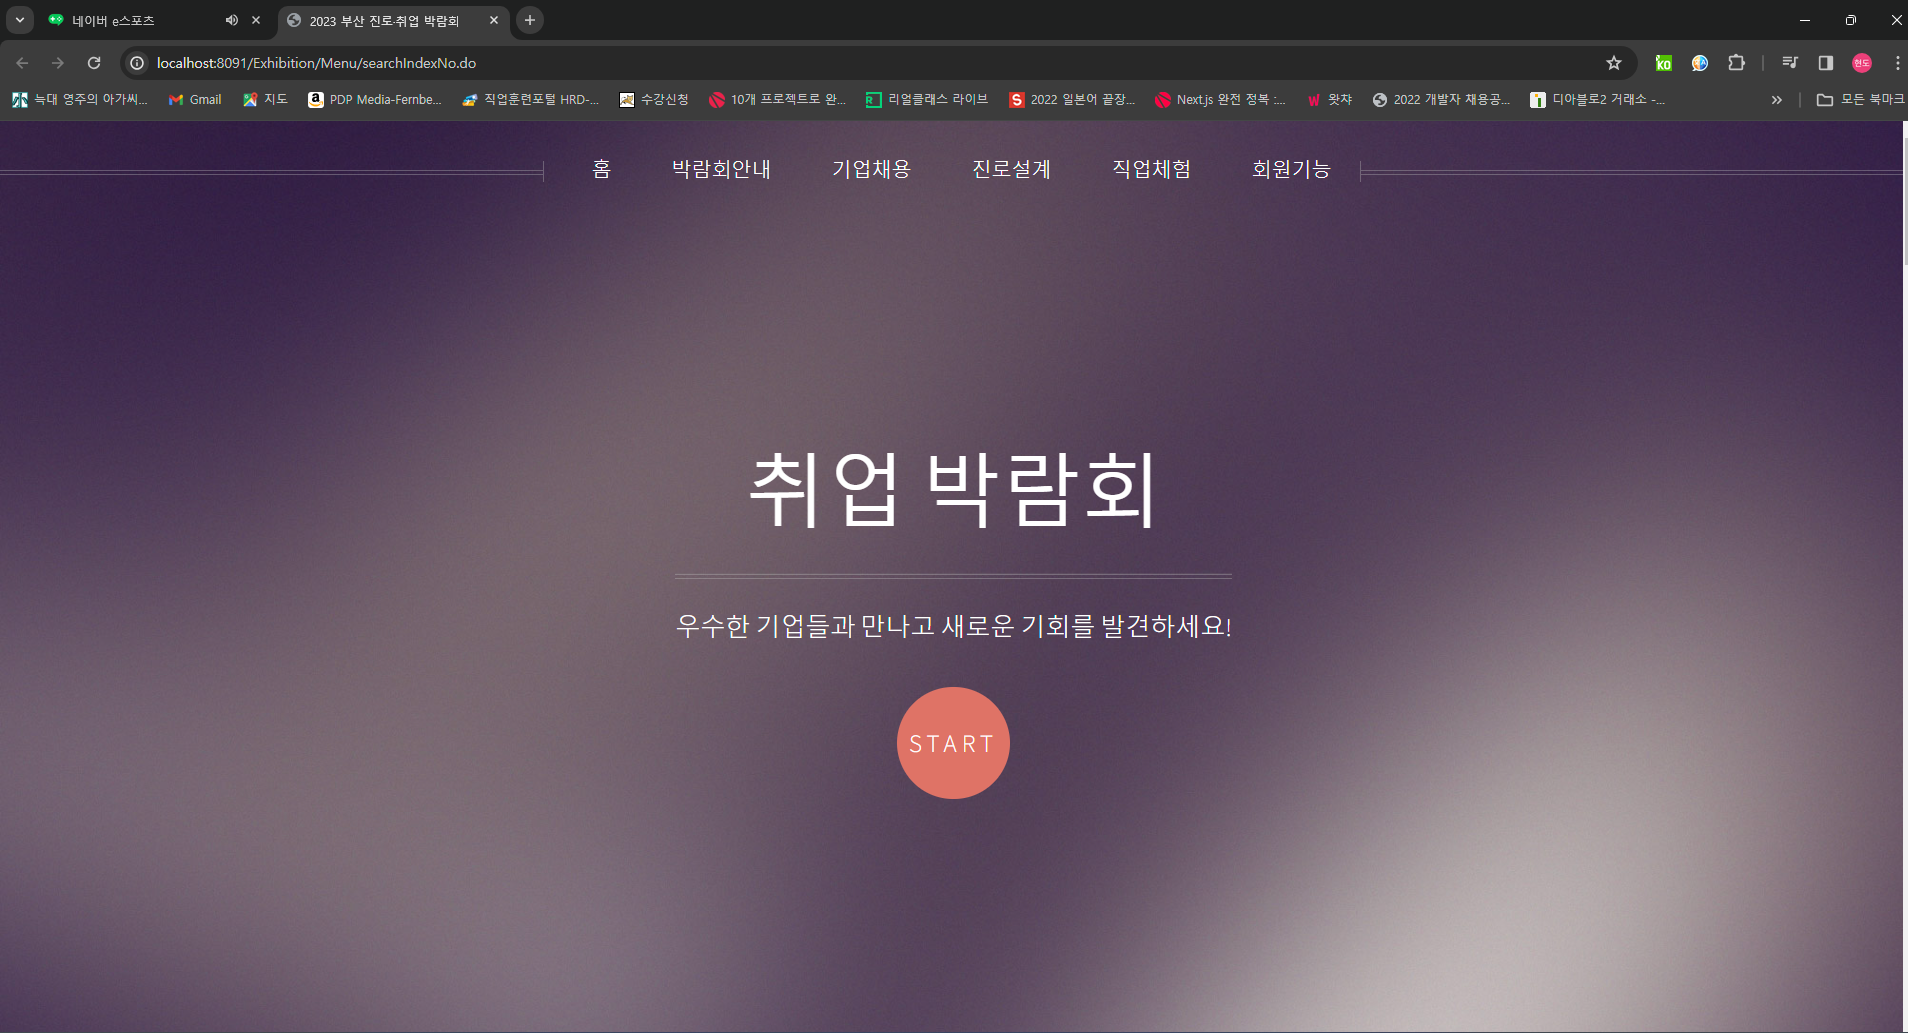 네이버 e스포츠
2023 부산 진로·취업 박람회
localhost:8091/Exhibition/Menu/searchIndexNo.do
KO
현도
늑대 영주의 아가씨...
Gmail
지도
PDP Media-Fernbe...
직업훈련포털 HRD-...
수강신청
10개 프로젝트로 완...
리얼클래스 라이브
2022 일본어 끝장...
Next.js 완전 정복 :...
왓챠
2022 개발자 채용공...
디아블로2 거래소 -...
모든 북마크
홈 박람회안내 기업채용 진로설계 직업체험 회원기능
취업 박람회
우수한 기업들과 만나고 새로운 기회를 발견하세요!
START